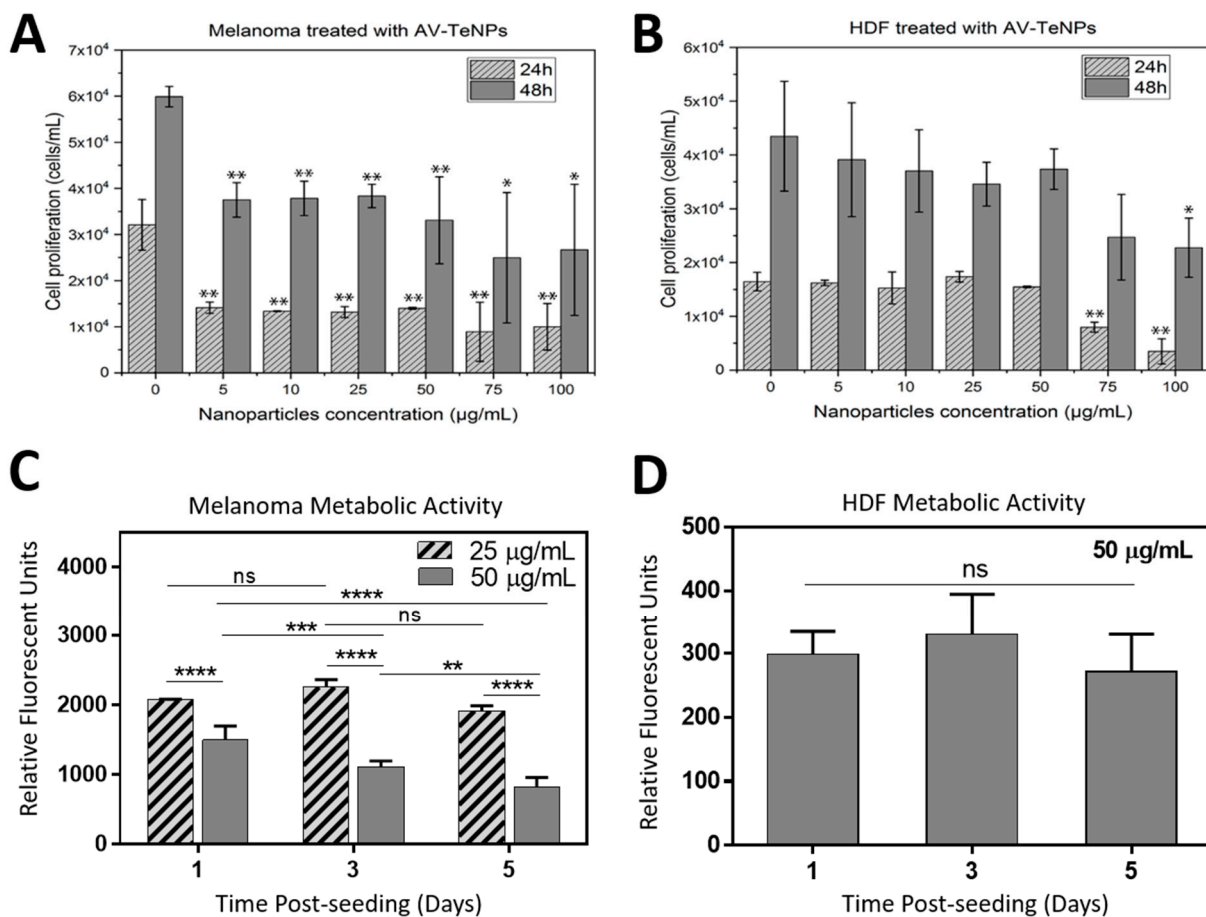 A
Melanoma treated with AV-TeNPs
Cell proliferation (cells/mL)
7x10⁴
6x10⁴
5x10⁴
4x10⁴
3x10⁴
2x10⁴
1x10⁴
0
24h
48h
** ** ** ** * *
** ** ** ** ** **
0 5 10 25 50 75 100
Nanoparticles concentration (µg/mL)
B
HDF treated with AV-TeNPs
Cell proliferation (cells/mL)
6x10⁴
5x10⁴
4x10⁴
3x10⁴
2x10⁴
1x10⁴
0
24h
48h
*
** **
0 5 10 25 50 75 100
Nanoparticles concentration (µg/mL)
C
Melanoma Metabolic Activity
Relative Fluorescent Units
4000
3000
2000
1000
0
25 µg/mL
50 µg/mL
ns
****
*** ns
**** **** ** ****
1 3 5
Time Post-seeding (Days)
D
HDF Metabolic Activity
Relative Fluorescent Units
500
400
300
200
100
0
50 µg/mL
ns
1 3 5
Time Post-seeding (Days)